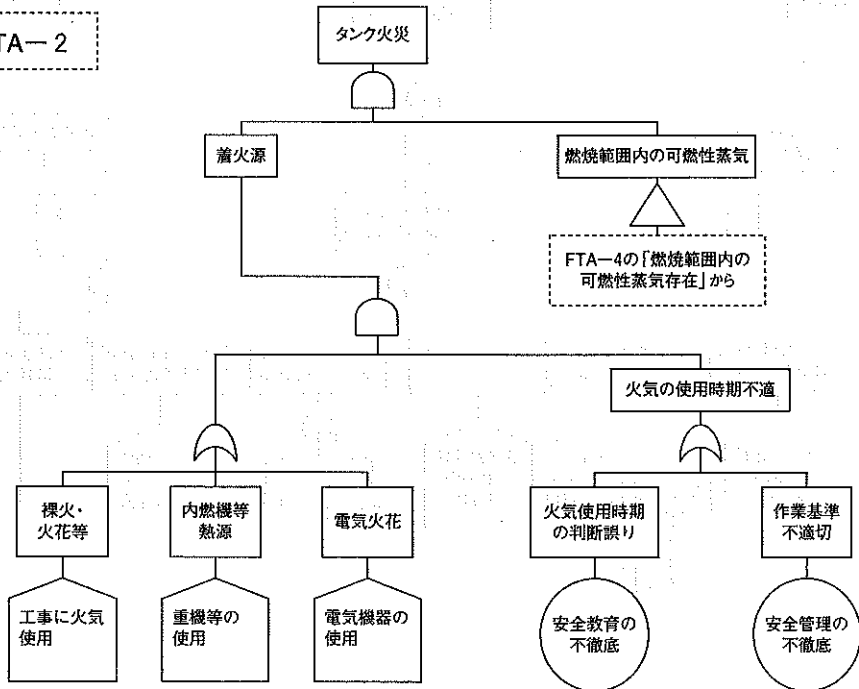 TA－2
タンク火災
着火源
燃焼範囲内の可燃性蒸気
FTA－4の「燃焼範囲内の
可燃性蒸気存在」から
火気の使用時期不適
裸火・
火花等
内燃機等
熱源
電気火花
火気使用時期
の判断誤り
作業基準
不適切
工事に火気
使用
重機等の
使用
電気機器の
使用
安全教育の
不徹底
安全管理の
不徹底